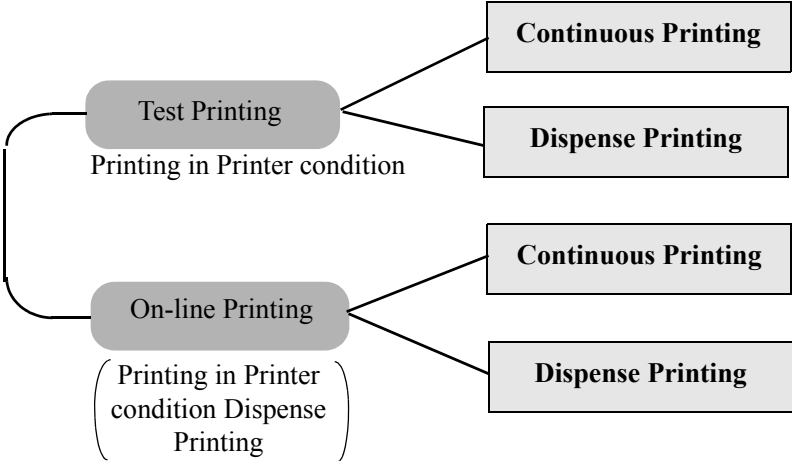 Continuous Printing
Test Printing
Dispense Printing
Printing in Printer condition
Continuous Printing
On-line Printing
Dispense Printing
Printing in Printer
condition Dispense
Printing